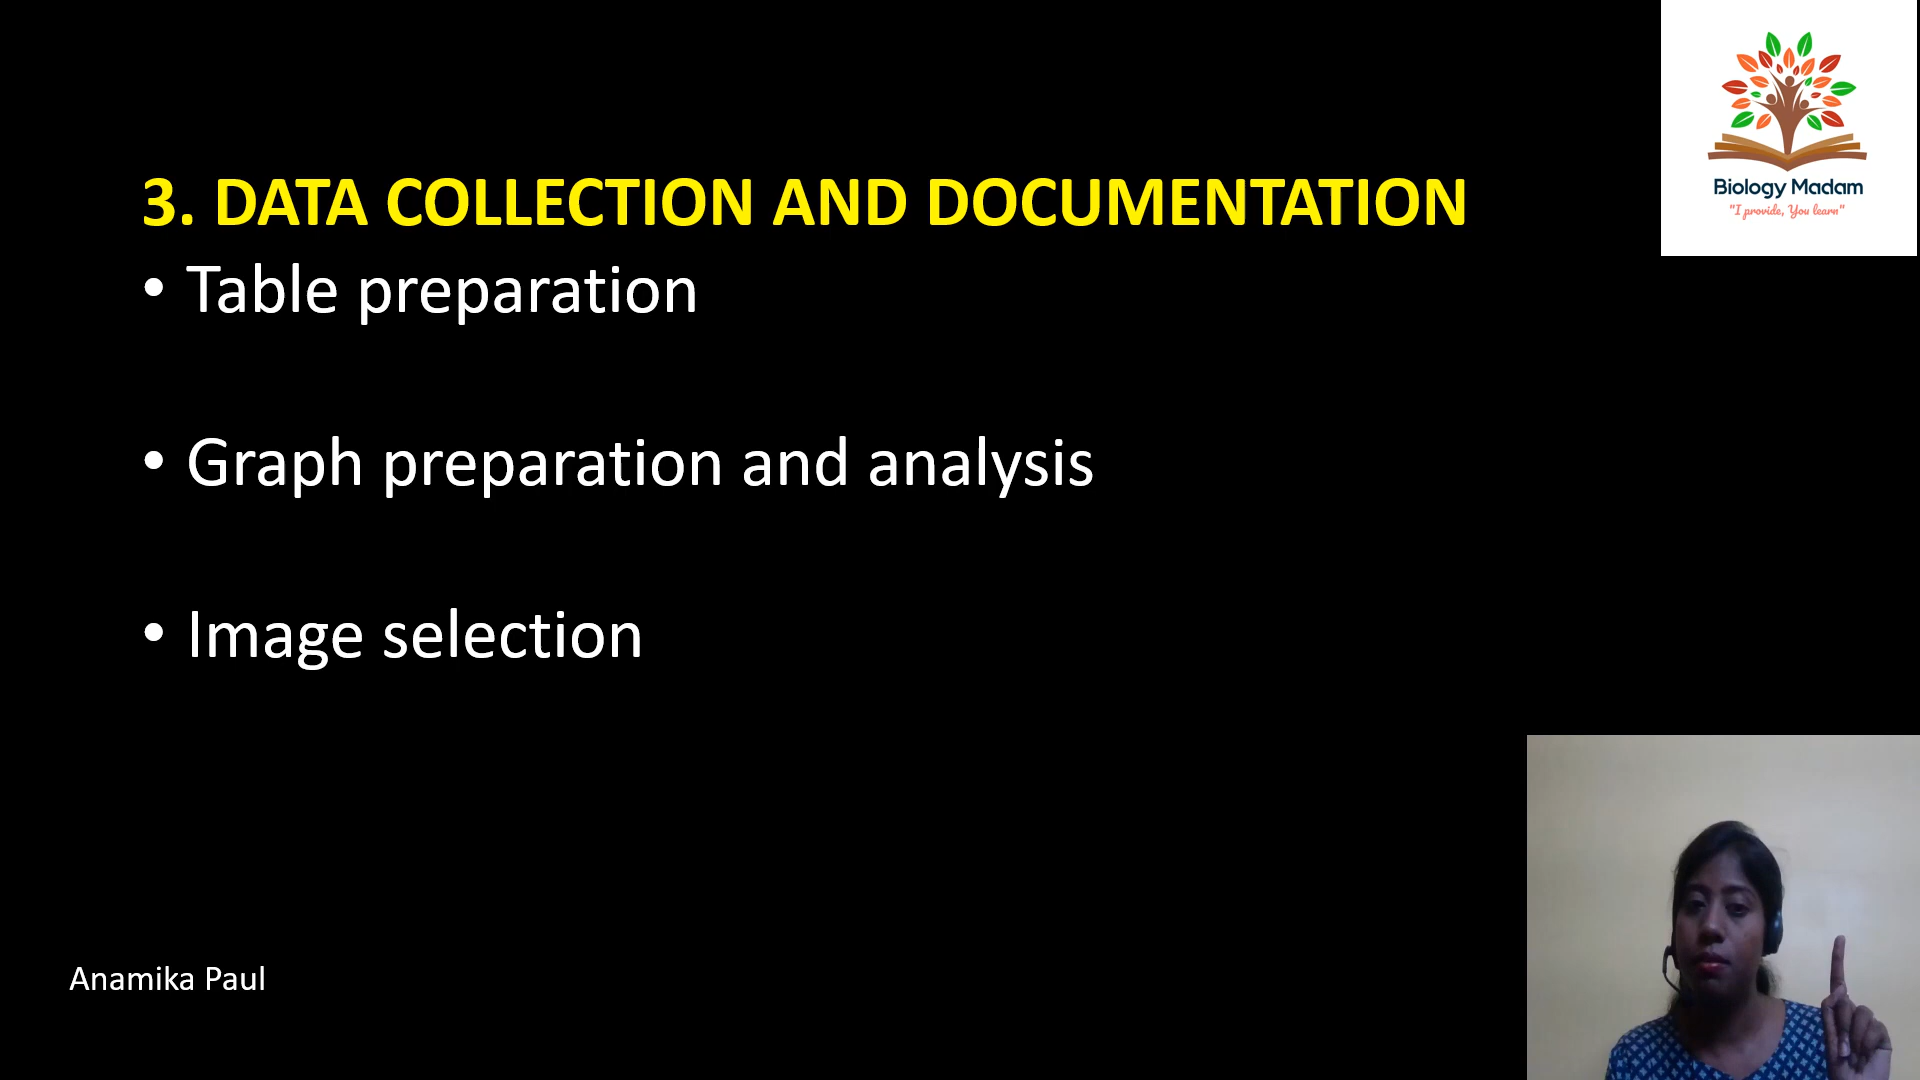 3. DATA COLLECTION AND DOCUMENTATION
• Table preparation
• Graph preparation and analysis
• Image selection
Biology Madam
"I provide, You learn"
Anamika Paul